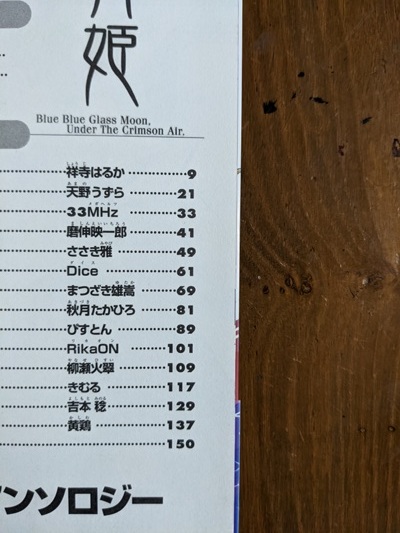 姫
Blue Blue Glass Moon,
Under The Crimson Air.
祥寺はるか 9
天野うずら 21
33MHz 33
磨伸映一郎 41
ささき雅 49
Dice 61
まつざき雄嵩 69
秋月たかひろ 81
ぴすとん 89
RikaON 101
柳瀬火翠 109
きむる 117
吉本 稔 129
黄鶏 137
150
ンソロジー